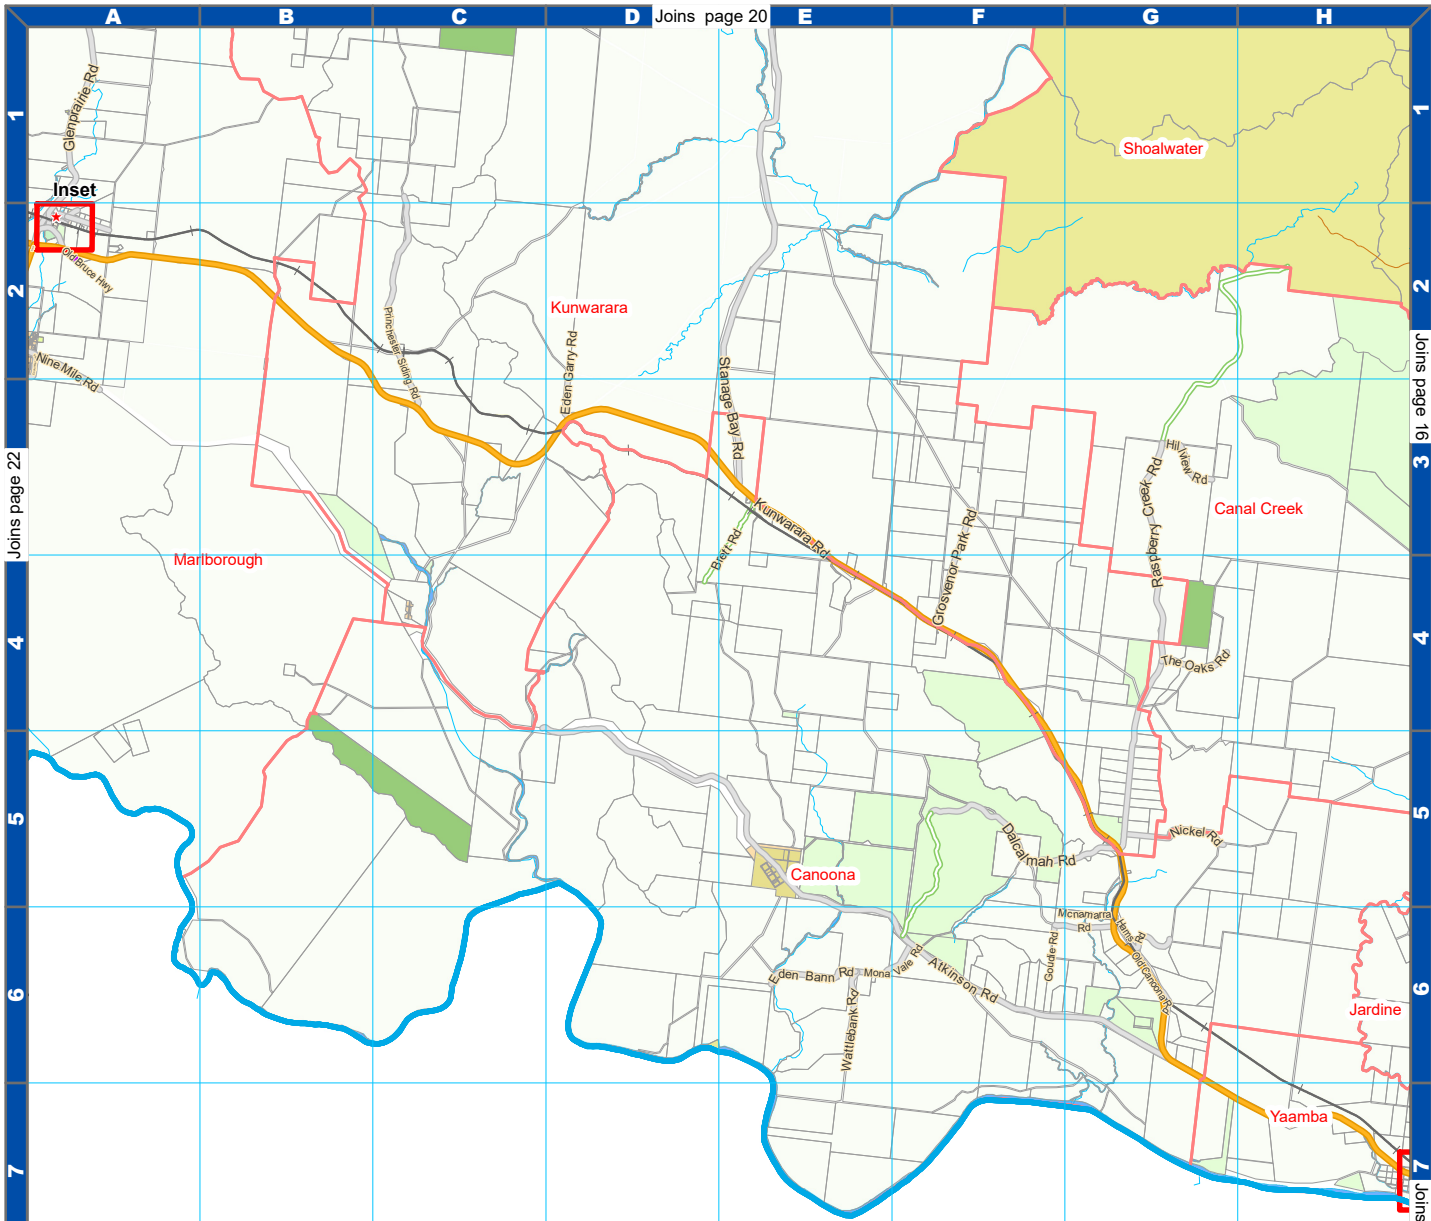 A B C D Joins page 20 E F G H
1
1
Glenprairie Rd
Shoalwater
Inset
Old Bruce Hwy
2
2
Kunwarara
Princhester Siding Rd
Eden Garry Rd
Stanage Bay Rd
Nine Mile Rd
Joins page 16
Joins page 22
3
3
Hillview Rd
Raspberry Creek Rd
Canal Creek
Kunwarara Rd
Grosvenor Park Rd
Brett Rd
Marlborough
4
4
The Oaks Rd
5
5
Dalcalmah Rd
Nickel Rd
Canoona
Mcnamarra
Rd
Hams Rd
Goudie Rd
Old Canoona Rd
Eden Bann Rd
Mona Vale Rd
Atkinson Rd
Wattlebank Rd
6
6
Jardine
Yaamba
7
7
Joins